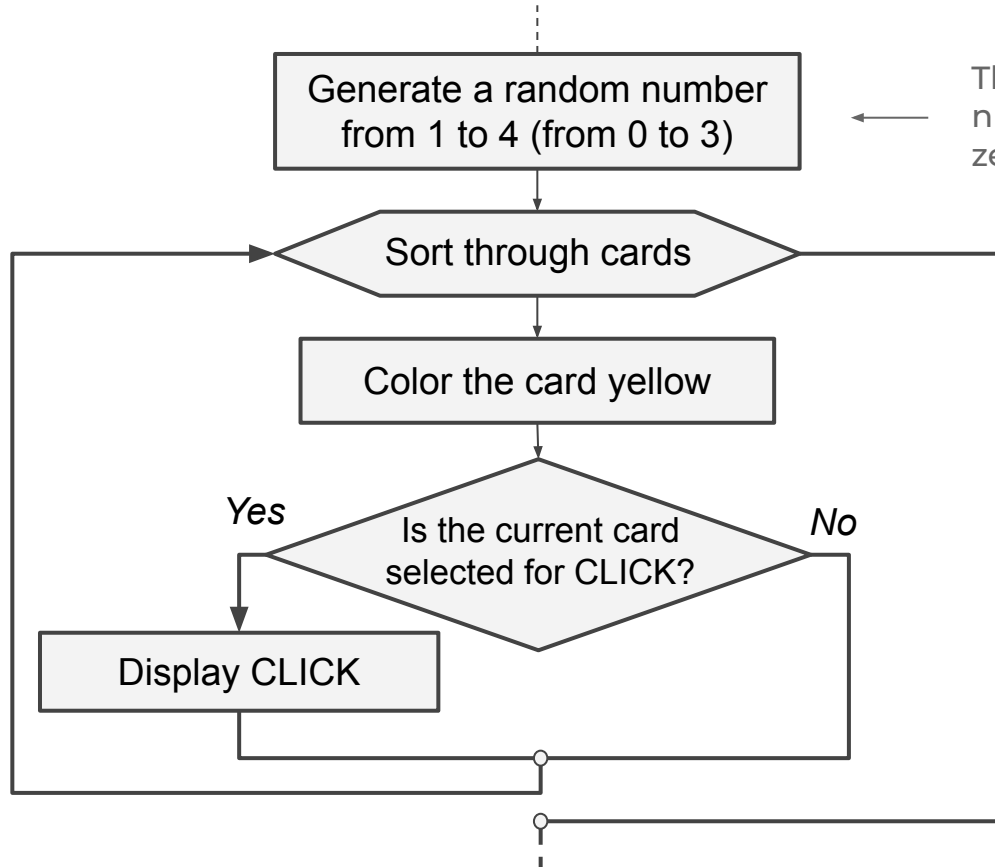 Generate a random number
from 1 to 4 (from 0 to 3)
Sort through cards
Color the card yellow
Yes
Is the current card
selected for CLICK?
No
Display CLICK